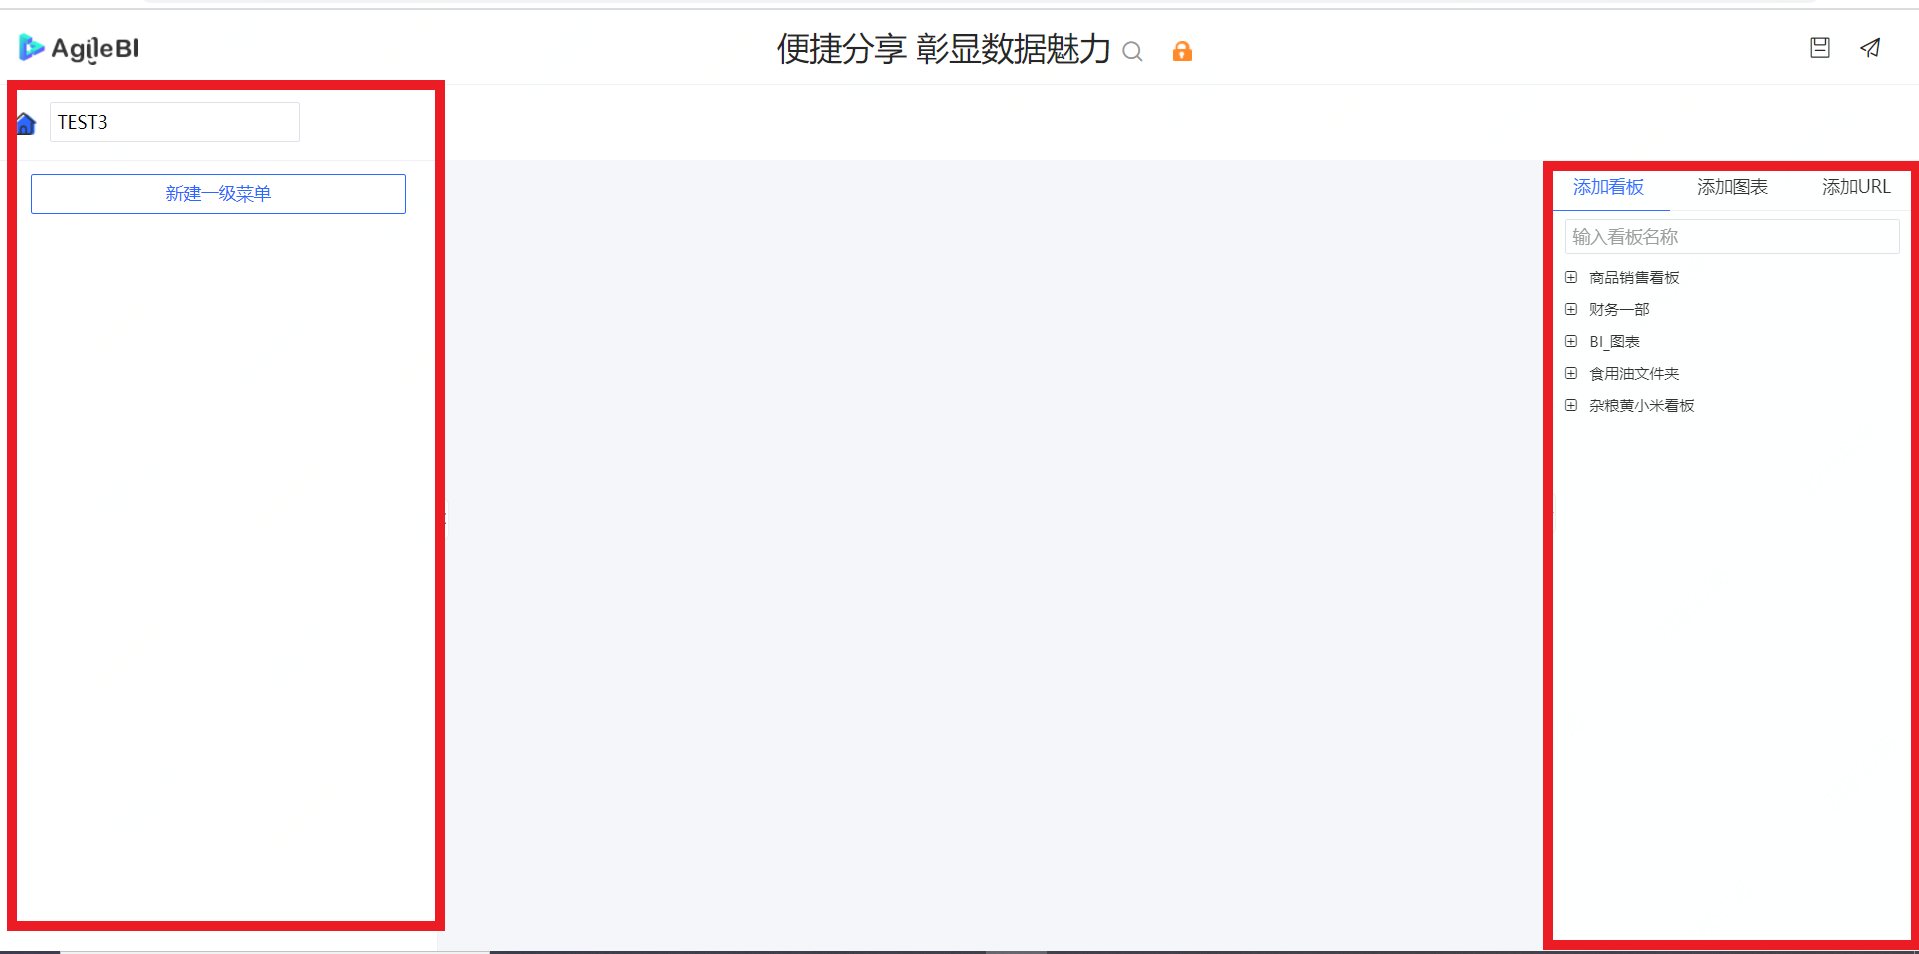 AgileBI
便捷分享 彰显数据魅力
TEST3
新建一级菜单
添加看板 添加图表 添加URL
输入看板名称
商品销售看板
财务一部
BI_图表
食用油文件夹
杂粮黄小米看板